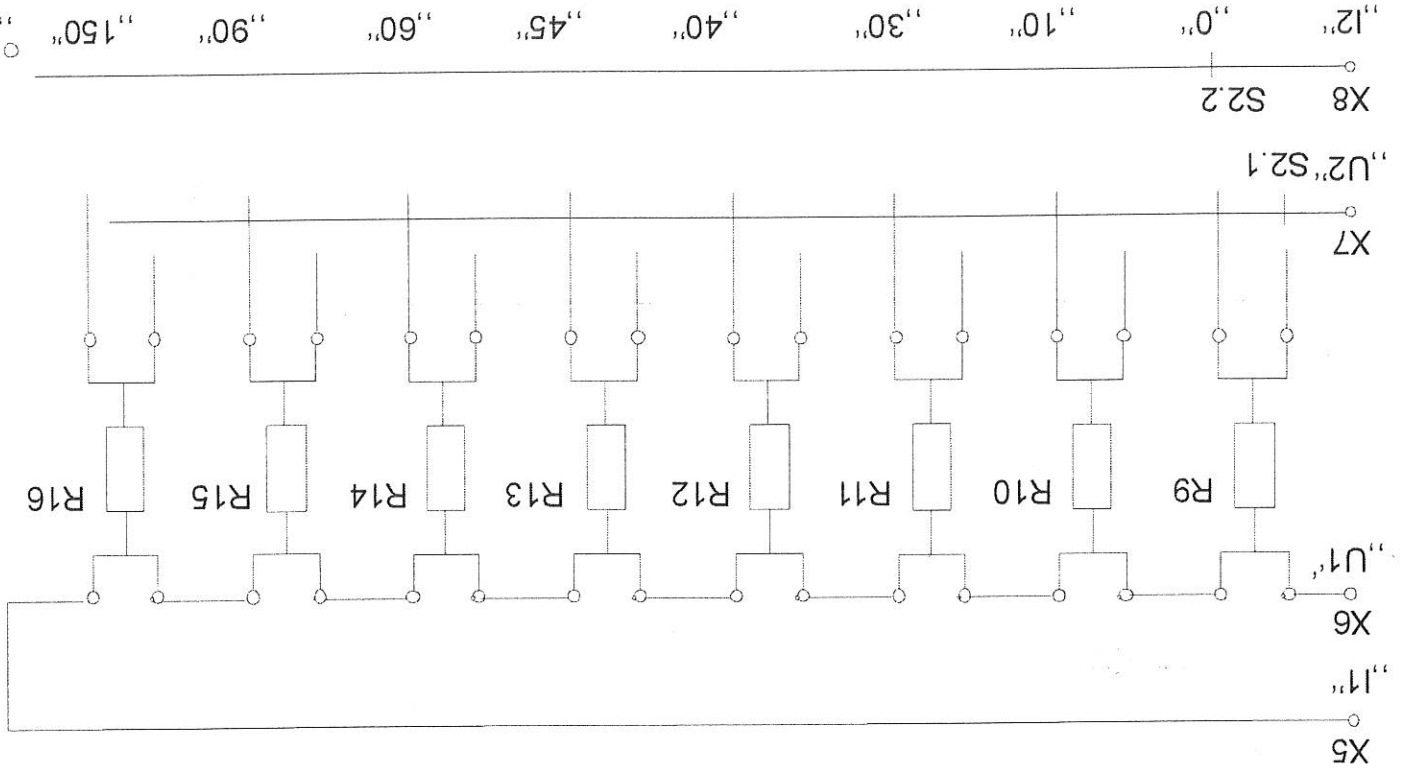 X5
„I1“
X6
„U1“
R9 R10 R11 R12 R13 R14 R15 R16
X7
„U2“ S2.1
X8 S2.2
„I2“ „0“ „10“ „30“ „40“ „45“ „60“ „90“ „150“